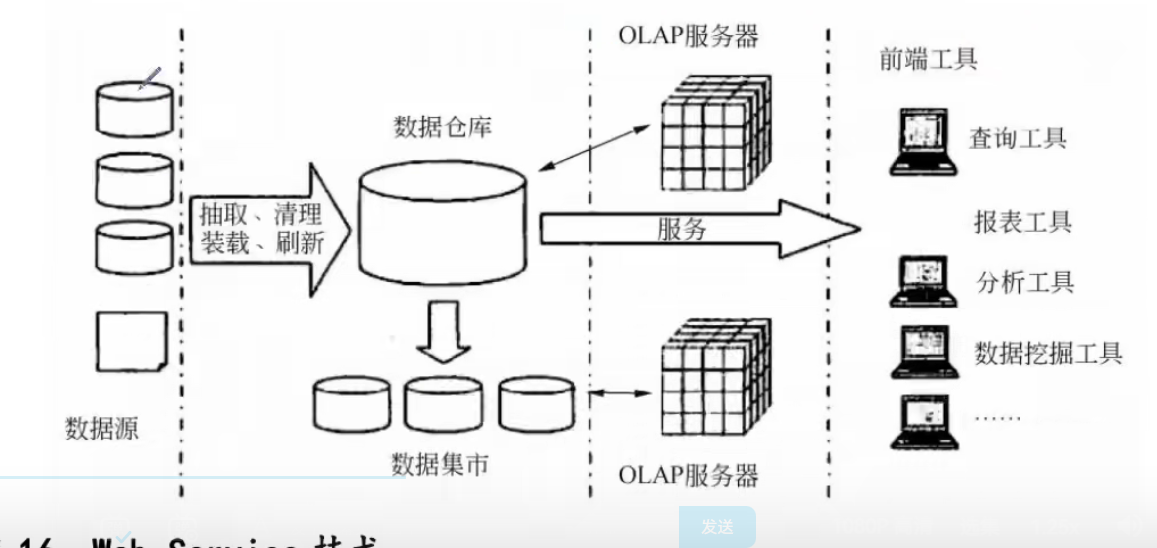 OLAP服务器
前端工具
数据仓库
查询工具
抽取、清理
装载、刷新
服务
报表工具
分析工具
数据挖掘工具
……
数据源
数据集市
OLAP服务器
发送
16 Web Service 技术